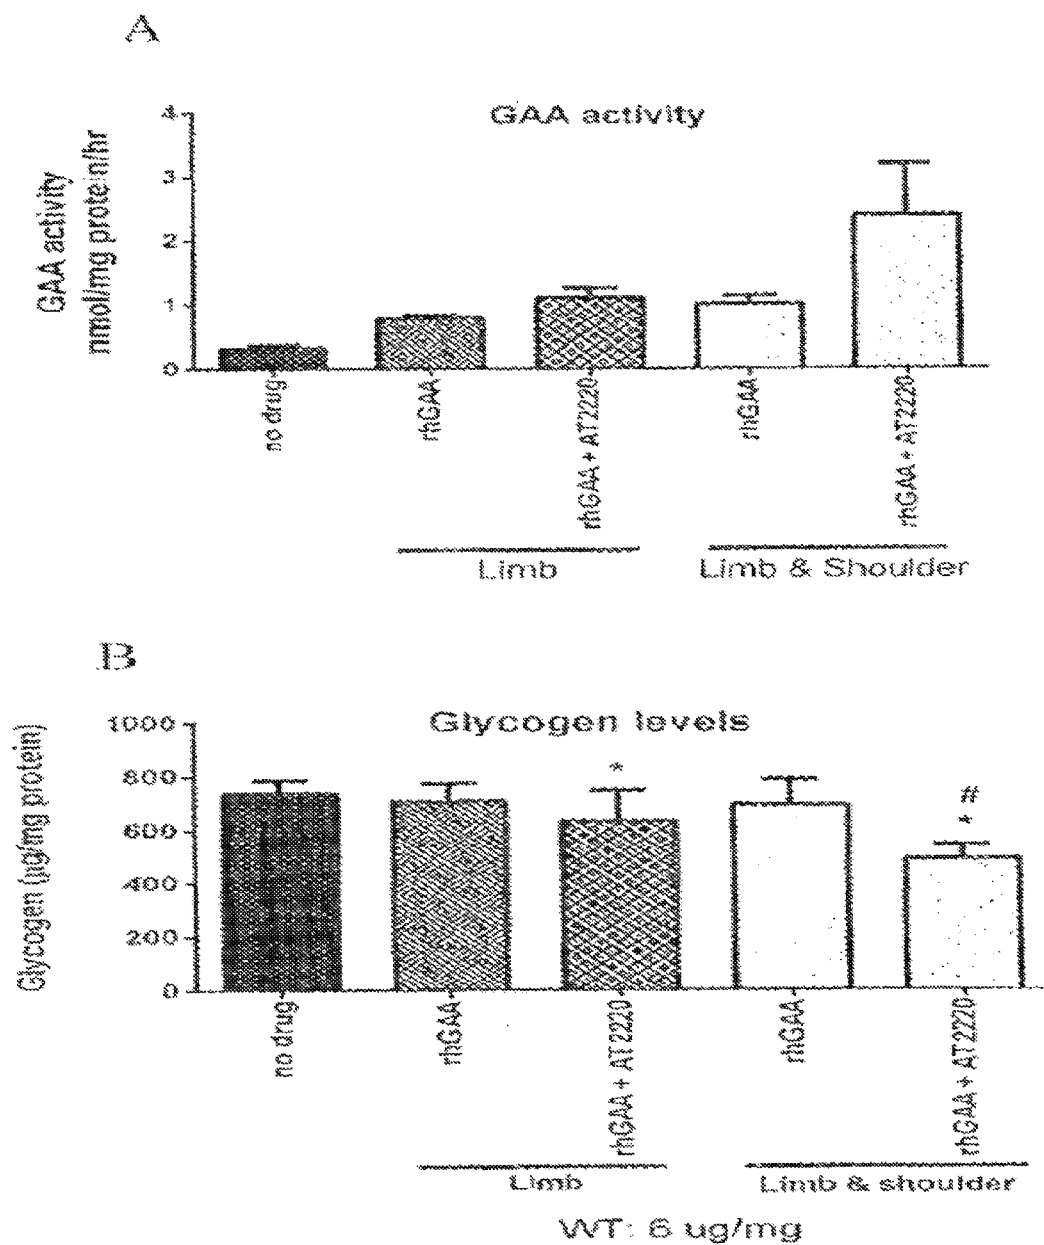 A
GAA activity
GAA activity
nmol/mg protein/hr
4
3
2
1
0
no drug
rhGAA
rhGAA + AT2220
rhGAA
rhGAA + AT2220
Limb
Limb & Shoulder
B
Glycogen levels
Glycogen (µg/mg protein)
1000
800
600
400
200
0
*
#
*
no drug
rhGAA
rhGAA + AT2220
rhGAA
rhGAA + AT2220
Limb
Limb & shoulder
WT: 6 ug/mg